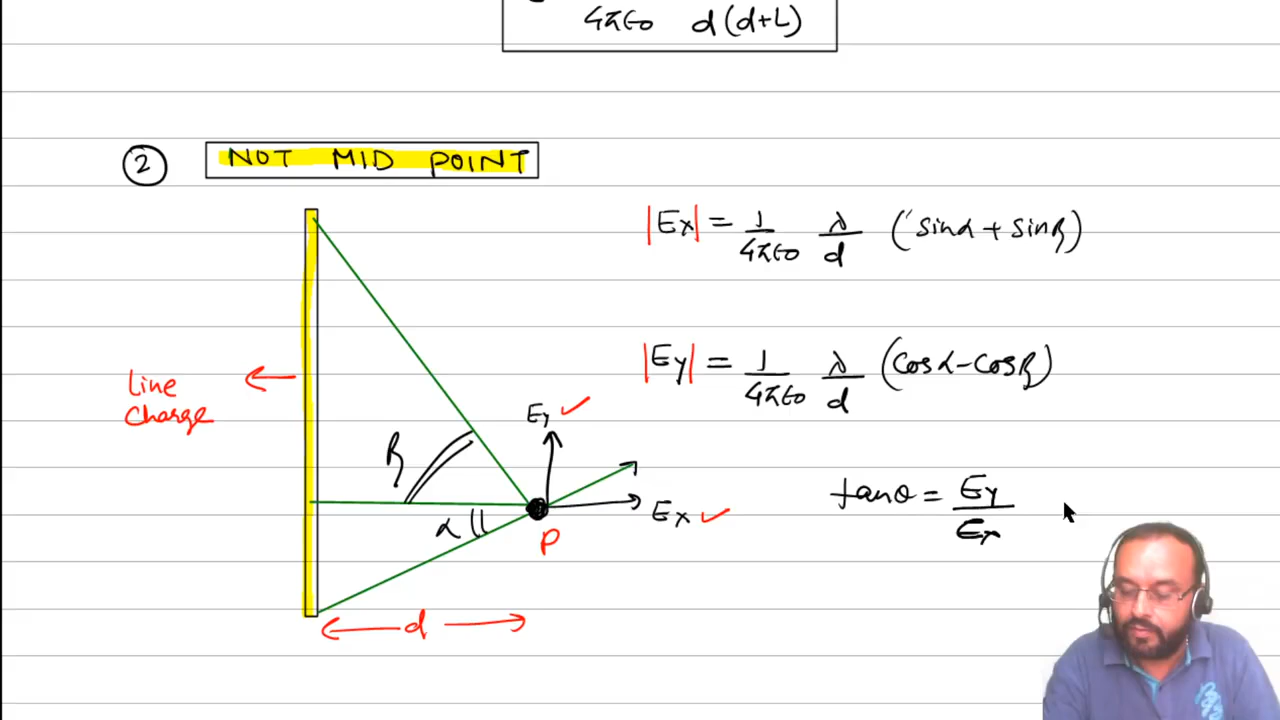 4πε0 d(d+L)
2 NOT MID POINT
|Ex| = 1/4πε0 λ/d (sinα + sinβ)
|Ey| = 1/4πε0 λ/d (cosα - cosβ)
Line
Charge
Ey
β
Ex
α
P
tanθ = Ey/Ex
d